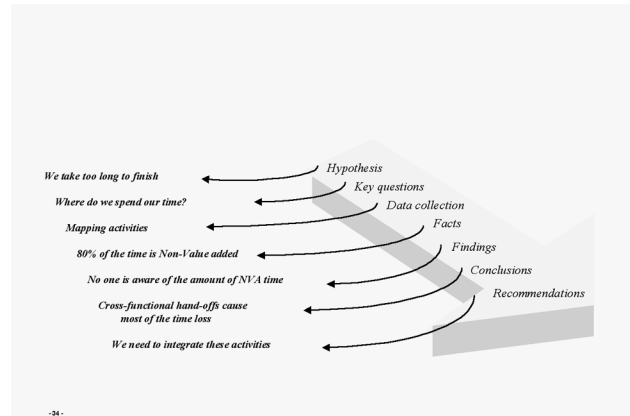 Hypothesis
We take too long to finish
Key questions
Where do we spend our time?
Data collection
Mapping activities
Facts
80% of the time is Non-Value added
Findings
No one is aware of the amount of NVA time
Conclusions
Cross-functional hand-offs cause
most of the time loss
Recommendations
We need to integrate these activities
- 34 -